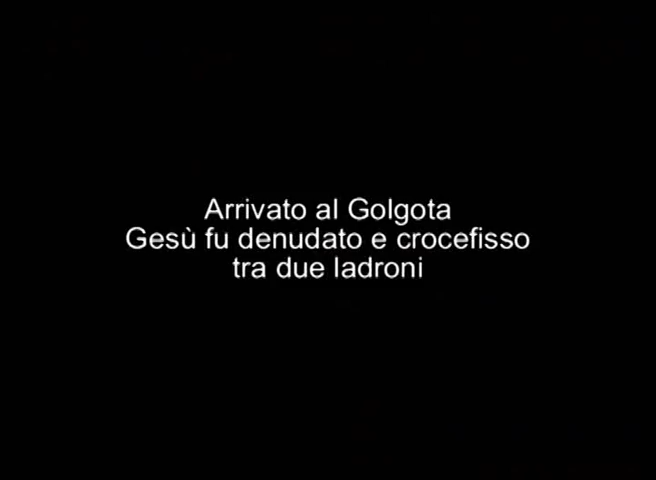 Arrivato al Golgota
Gesù fu denudato e crocefisso
tra due ladroni